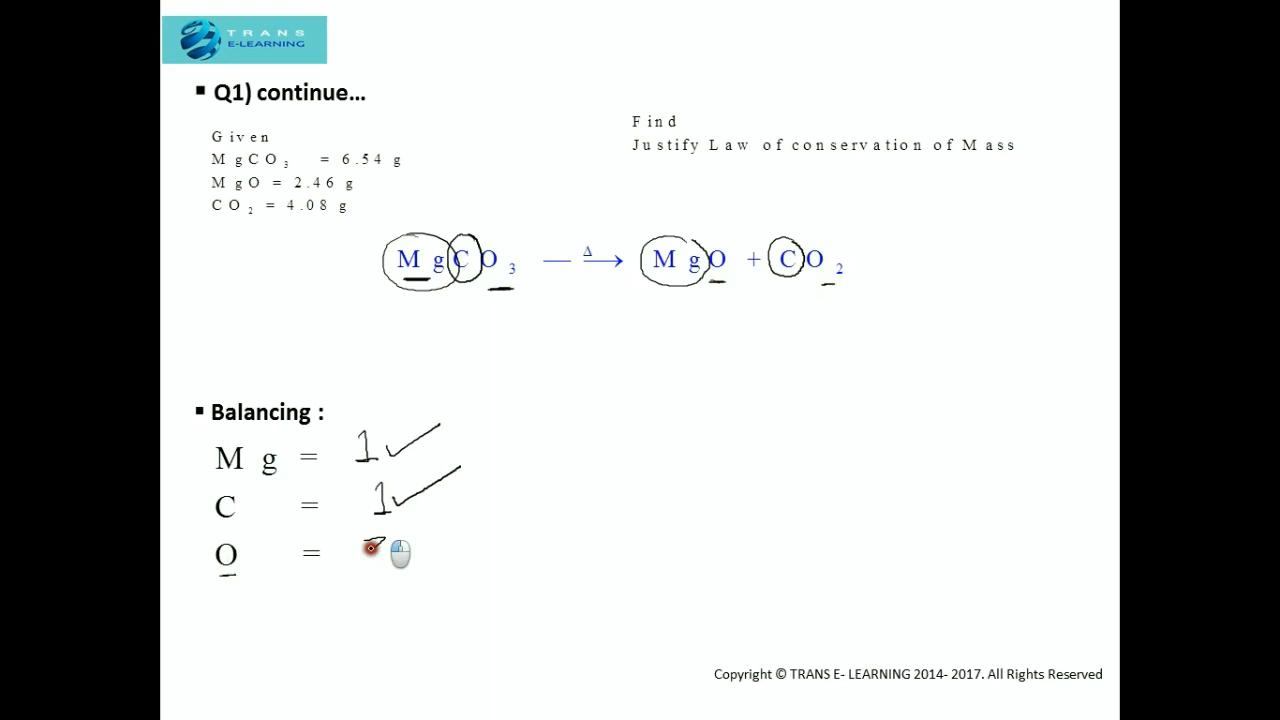 TRANS
E-LEARNING
▪ Q1) continue...
Given
MgCO3 = 6.54 g
MgO = 2.46 g
CO2 = 4.08 g
Find
Justify Law of conservation of Mass
MgCO3 —Δ→ MgO + CO2
▪ Balancing :
Mg = 1✓
C = 1✓
O =
Copyright © TRANS E- LEARNING 2014- 2017. All Rights Reserved